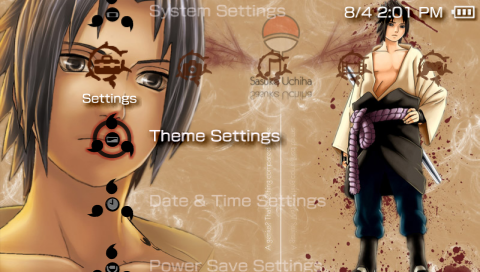 System Settings
8/4 2:01 PM
Sasuke Uchiha
Settings
Theme Settings
Date & Time Settings
Power Save Settings